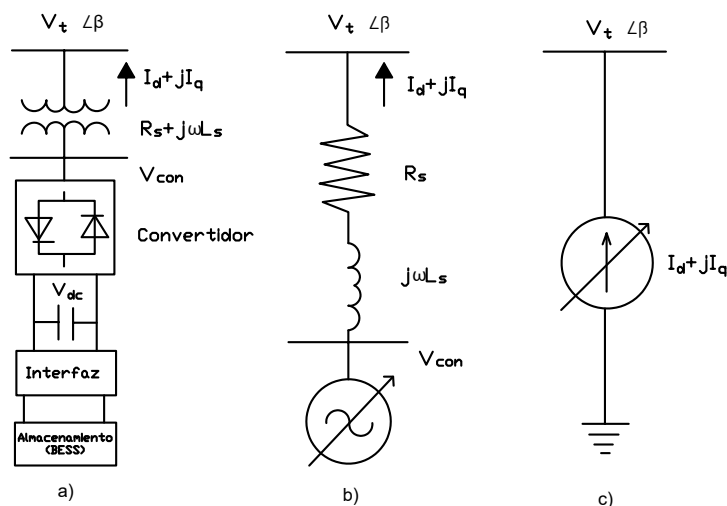 Vt ∠β
Id+jIq
Rs+jωLs
Vcon
Convertidor
Vdc
Interfaz
Almacenamiento
(BESS)
a)
Vt ∠β
Id+jIq
Rs
jωLs
Vcon
b)
Vt ∠β
Id+jIq
c)